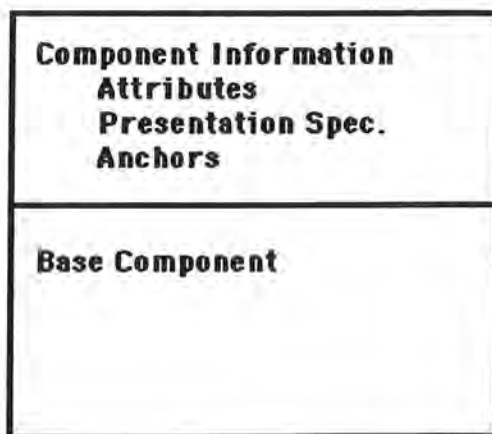 Component Information
Attributes
Presentation Spec.
Anchors
Base Component